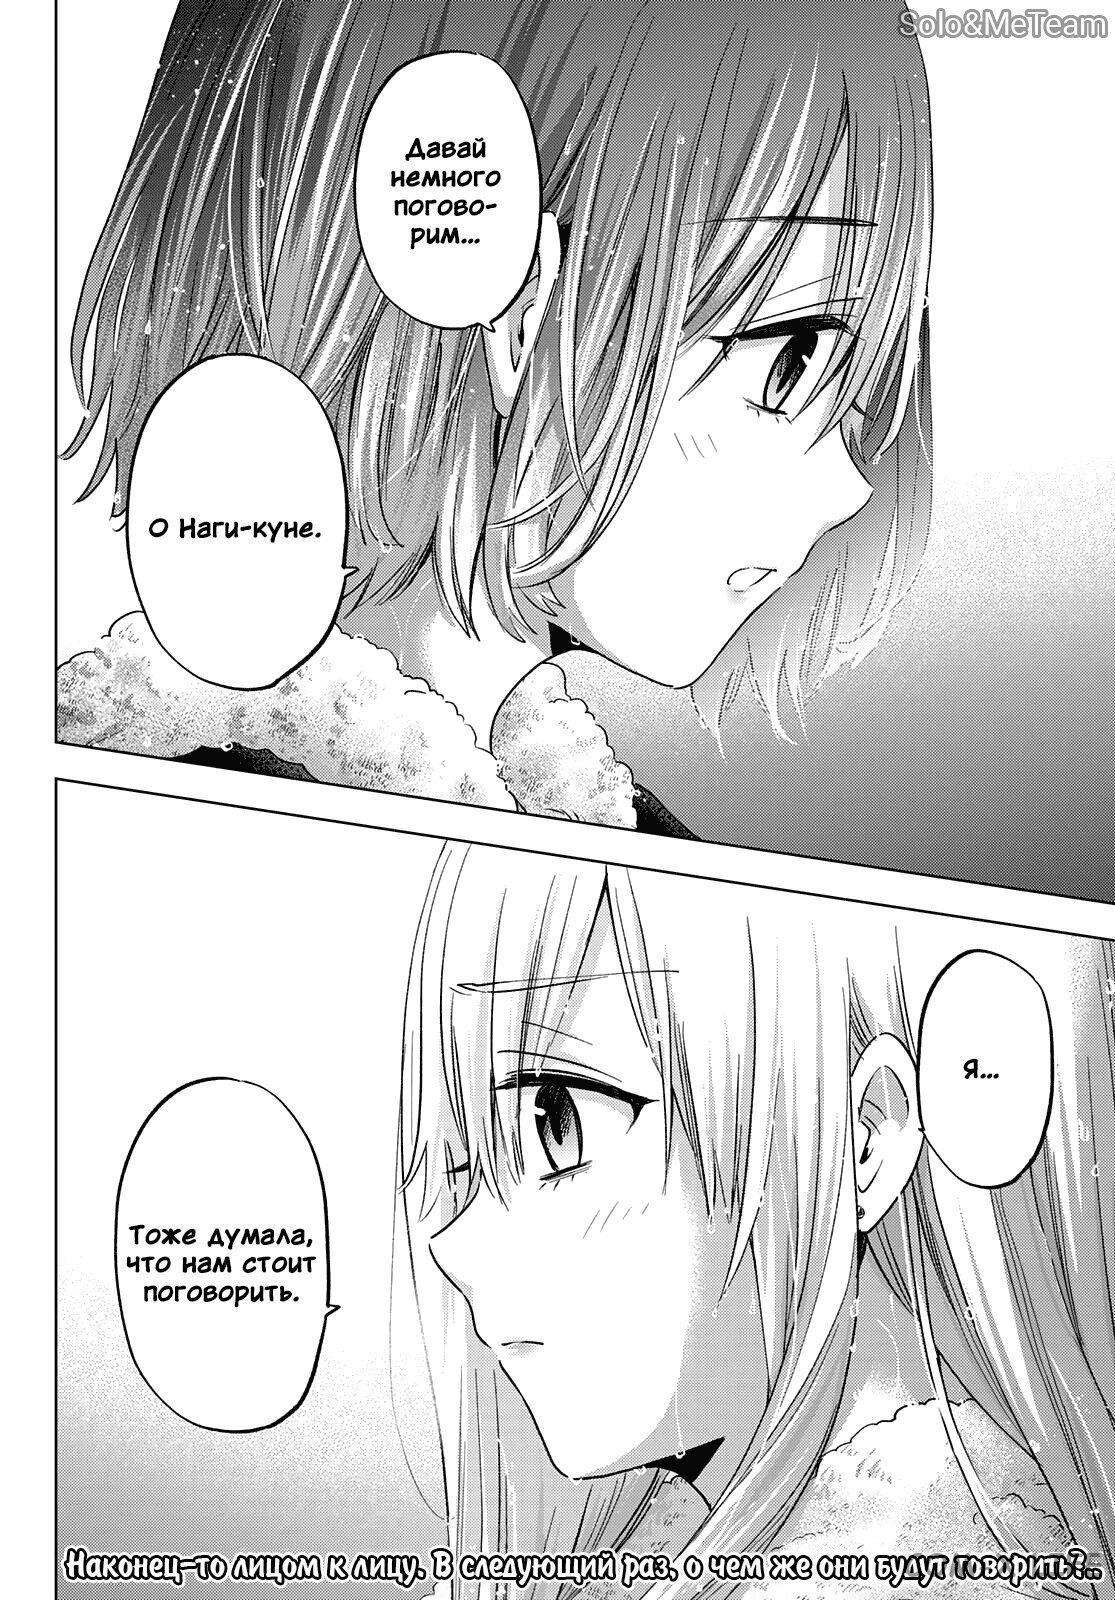 Solo&MeTeam
Давай
немного
погово-
рим...
О Наги-куне.
Я...
Тоже думала,
что нам стоит
поговорить.
Наконец-то лицом к лицу. В следующий раз, о чем же они будут говорить?..